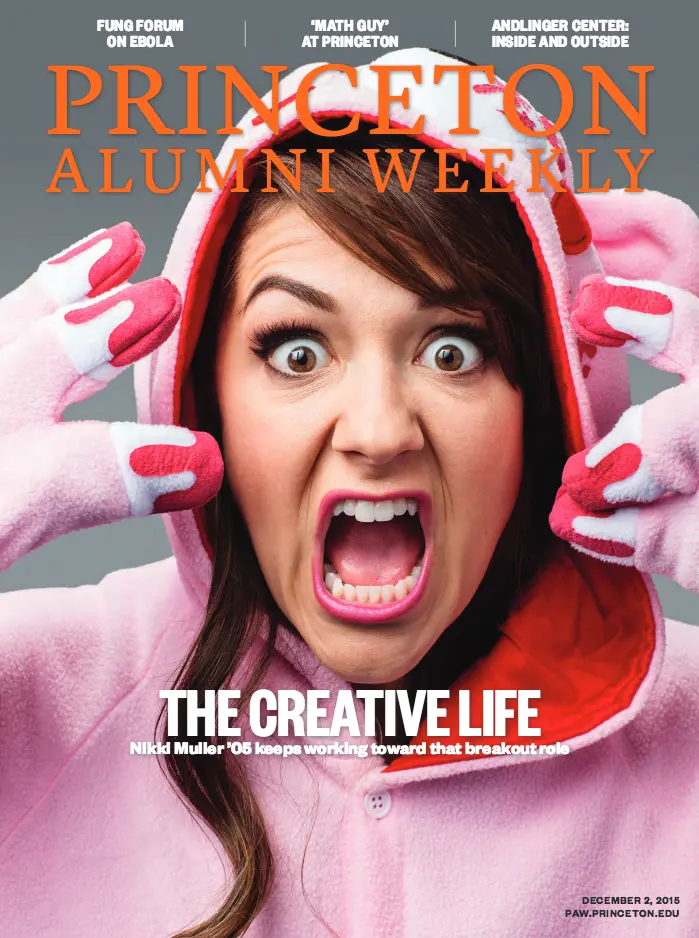 FUNG FORUM
ON EBOLA
‘MATH GUY’
AT PRINCETON
ANDLINGER CENTER:
INSIDE AND OUTSIDE
PRINCETON
ALUMNI WEEKLY
THE CREATIVE LIFE
Nikki Muller ’05 keeps working toward that breakout role
DECEMBER 2, 2015
PAW.PRINCETON.EDU